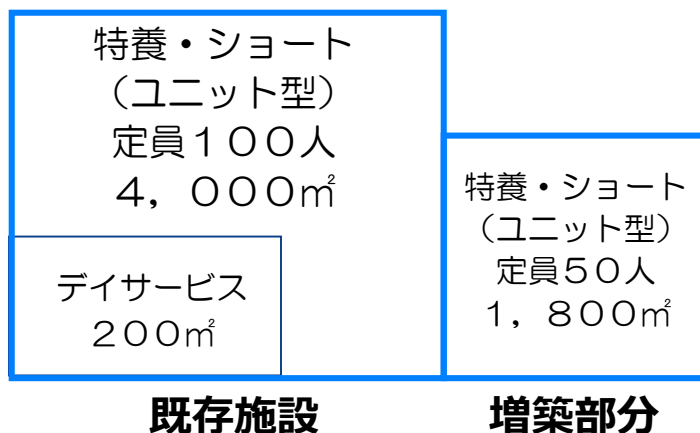 特養・ショート
（ユニット型）
定員１００人
４，０００㎡
デイサービス
２００㎡
特養・ショート
（ユニット型）
定員５０人
１，８００㎡
既存施設
増築部分